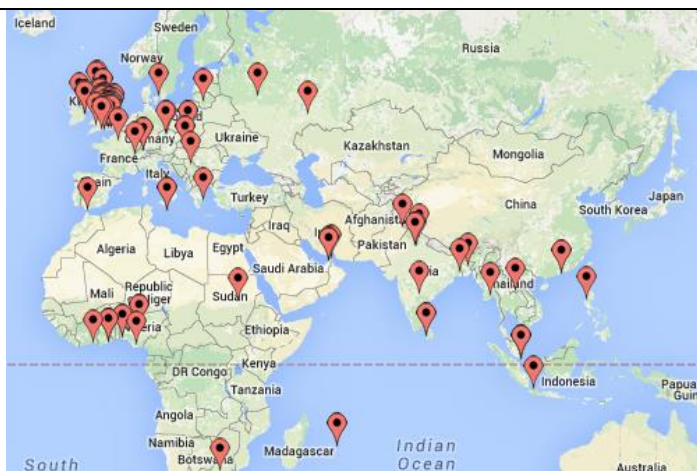 Iceland
Sweden
Norway
Russia
Ukraine
Kazakhstan
Mongolia
France
Italy
Turkey
Japan
South Korea
China
Afghanistan
Iraq
Pakistan
Algeria
Libya
Egypt
Saudi Arabia
Mali
Sudan
Republic
Ethiopia
Kenya
DR Congo
Indonesia
Tanzania
Angola
Namibia
Madagascar
Indian
Ocean
South
Australia